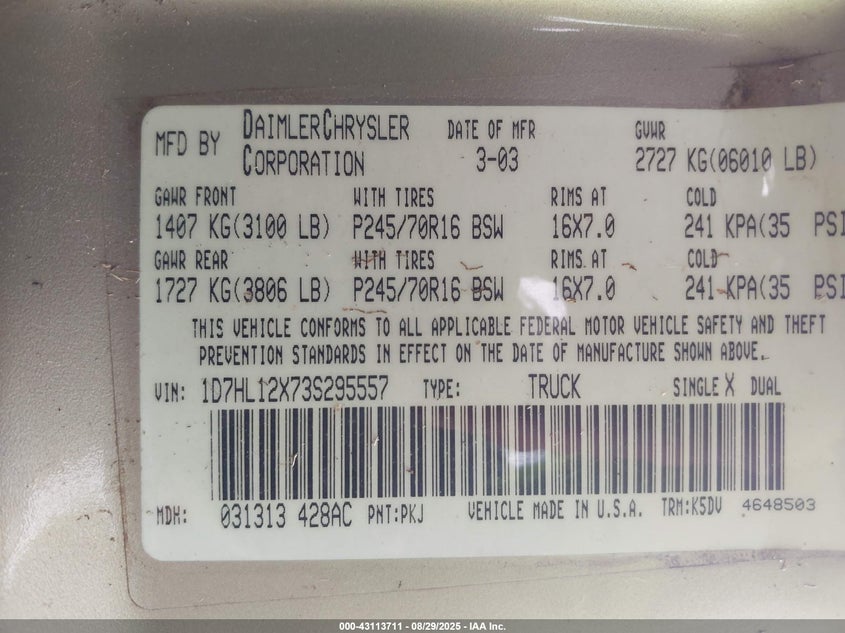 MFD BY DAIMLERCHRYSLER CORPORATION DATE OF MFR 3-03 GVWR 2727 KG(06010 LB)
GAWR FRONT WITH TIRES RIMS AT COLD
1407 KG(3100 LB) P245/70R16 BSW 16X7.0 241 KPA(35 PSI
GAWR REAR WITH TIRES RIMS AT COLD
1727 KG(3806 LB) P245/70R16 BSW 16X7.0 241 KPA(35 PSI
THIS VEHICLE CONFORMS TO ALL APPLICABLE FEDERAL MOTOR VEHICLE SAFETY AND THEFT
PREVENTION STANDARDS IN EFFECT ON THE DATE OF MANUFACTURE SHOWN ABOVE.
VIN: 1D7HL12X73S295557 TYPE: TRUCK SINGLE X DUAL
MDH: 031313 428AC PNT:PKJ VEHICLE MADE IN U.S.A. TRM:K5DV 4648503
000-43113711 - 08/29/2025 - IAA Inc.